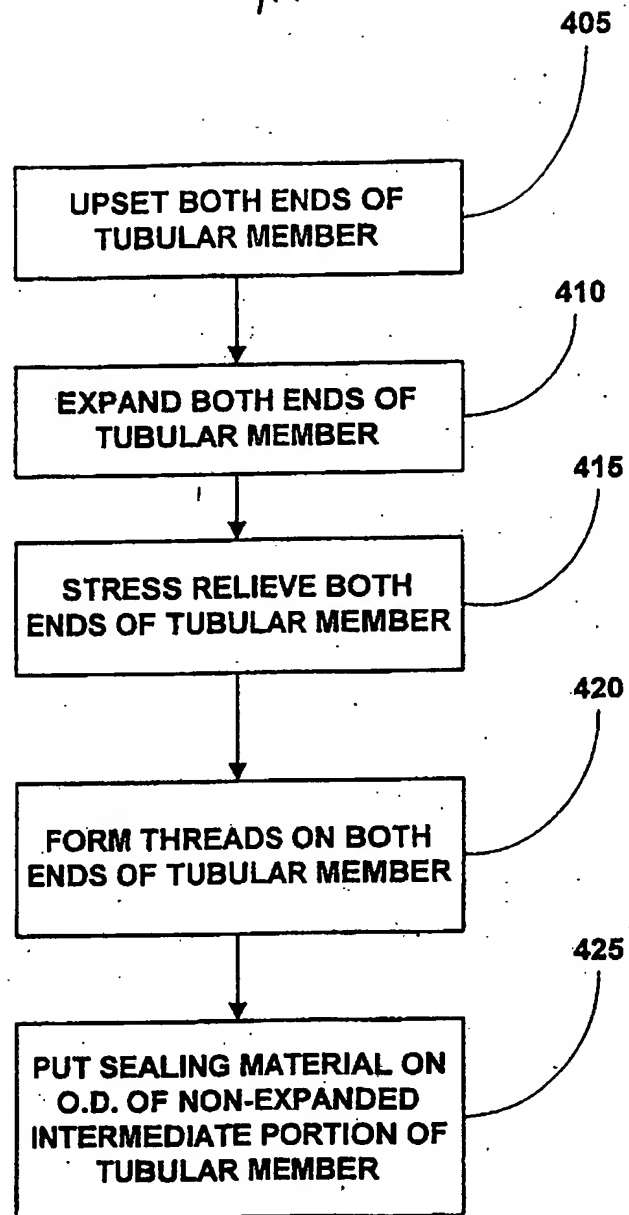 405
UPSET BOTH ENDS OF
TUBULAR MEMBER
410
EXPAND BOTH ENDS OF
TUBULAR MEMBER
415
STRESS RELIEVE BOTH
ENDS OF TUBULAR MEMBER
420
FORM THREADS ON BOTH
ENDS OF TUBULAR MEMBER
425
PUT SEALING MATERIAL ON
O.D. OF NON-EXPANDED
INTERMEDIATE PORTION OF
TUBULAR MEMBER